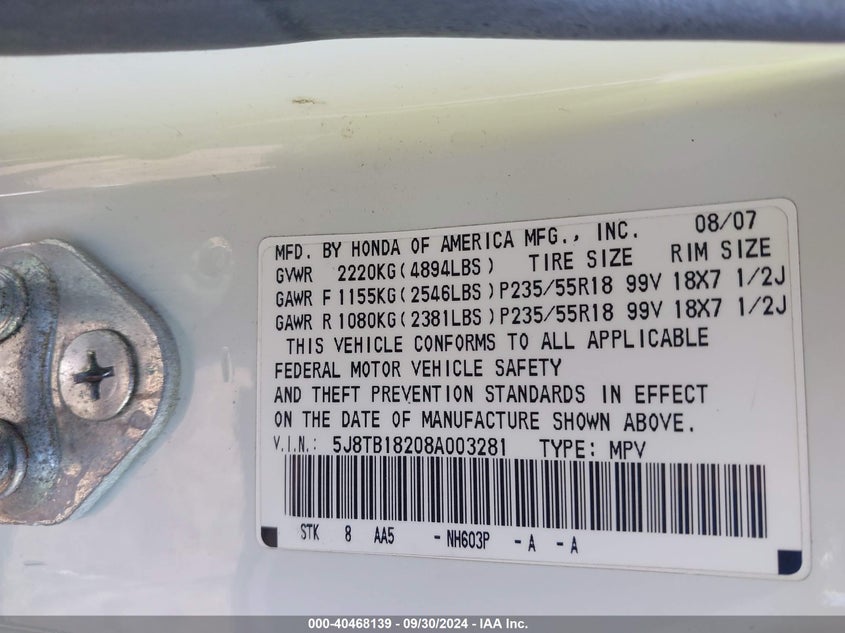 MFD. BY HONDA OF AMERICA MFG., INC. 08/07
GVWR 2220KG(4894LBS) TIRE SIZE RIM SIZE
GAWR F 1155KG(2546LBS)P235/55R18 99V 18X7 1/2J
GAWR R 1080KG(2381LBS)P235/55R18 99V 18X7 1/2J
THIS VEHICLE CONFORMS TO ALL APPLICABLE
FEDERAL MOTOR VEHICLE SAFETY
AND THEFT PREVENTION STANDARDS IN EFFECT
ON THE DATE OF MANUFACTURE SHOWN ABOVE.
V.I.N.: 5J8TB18208A003281 TYPE: MPV
STK 8 AA5 -NH603P -A -A
000-40468139 - 09/30/2024 - IAA Inc.